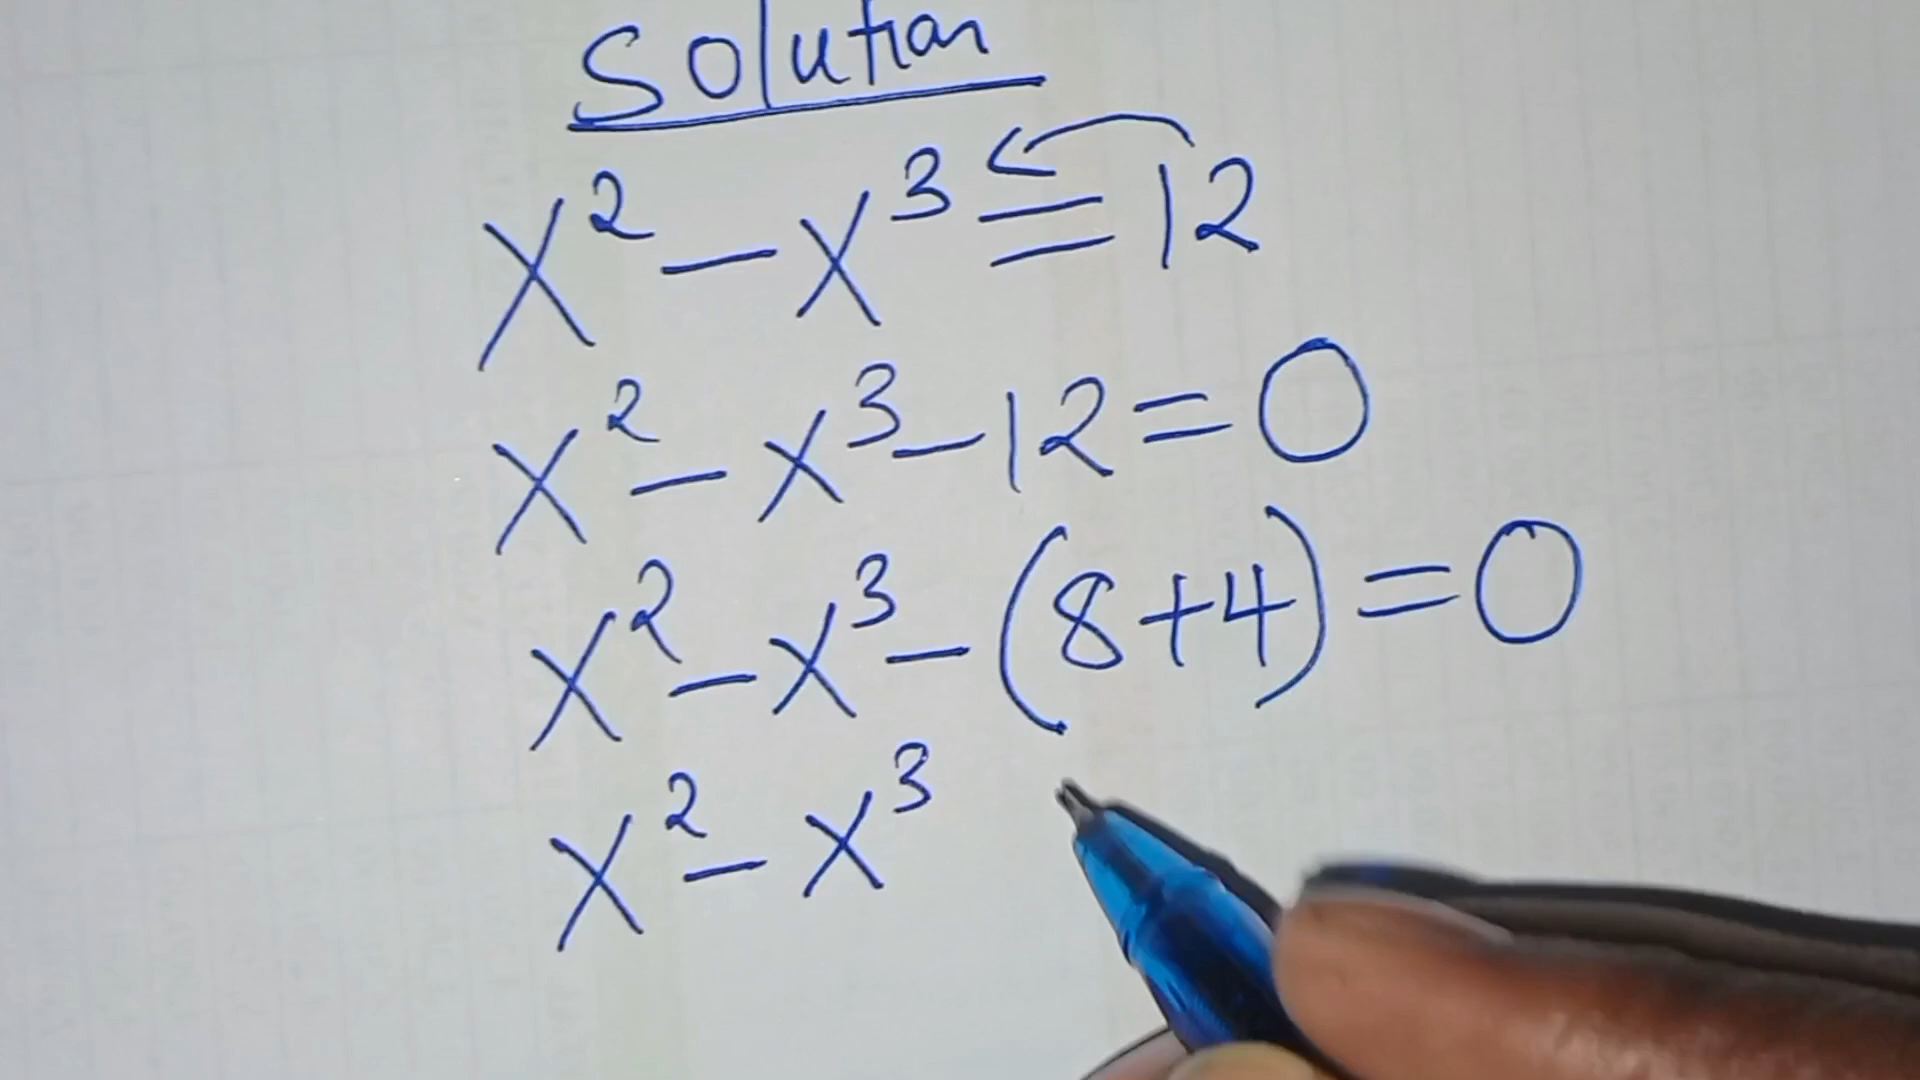 Solution
x² - x³ = 12
x² - x³ - 12 = 0
x² - x³ - (8+4) = 0
x² - x³